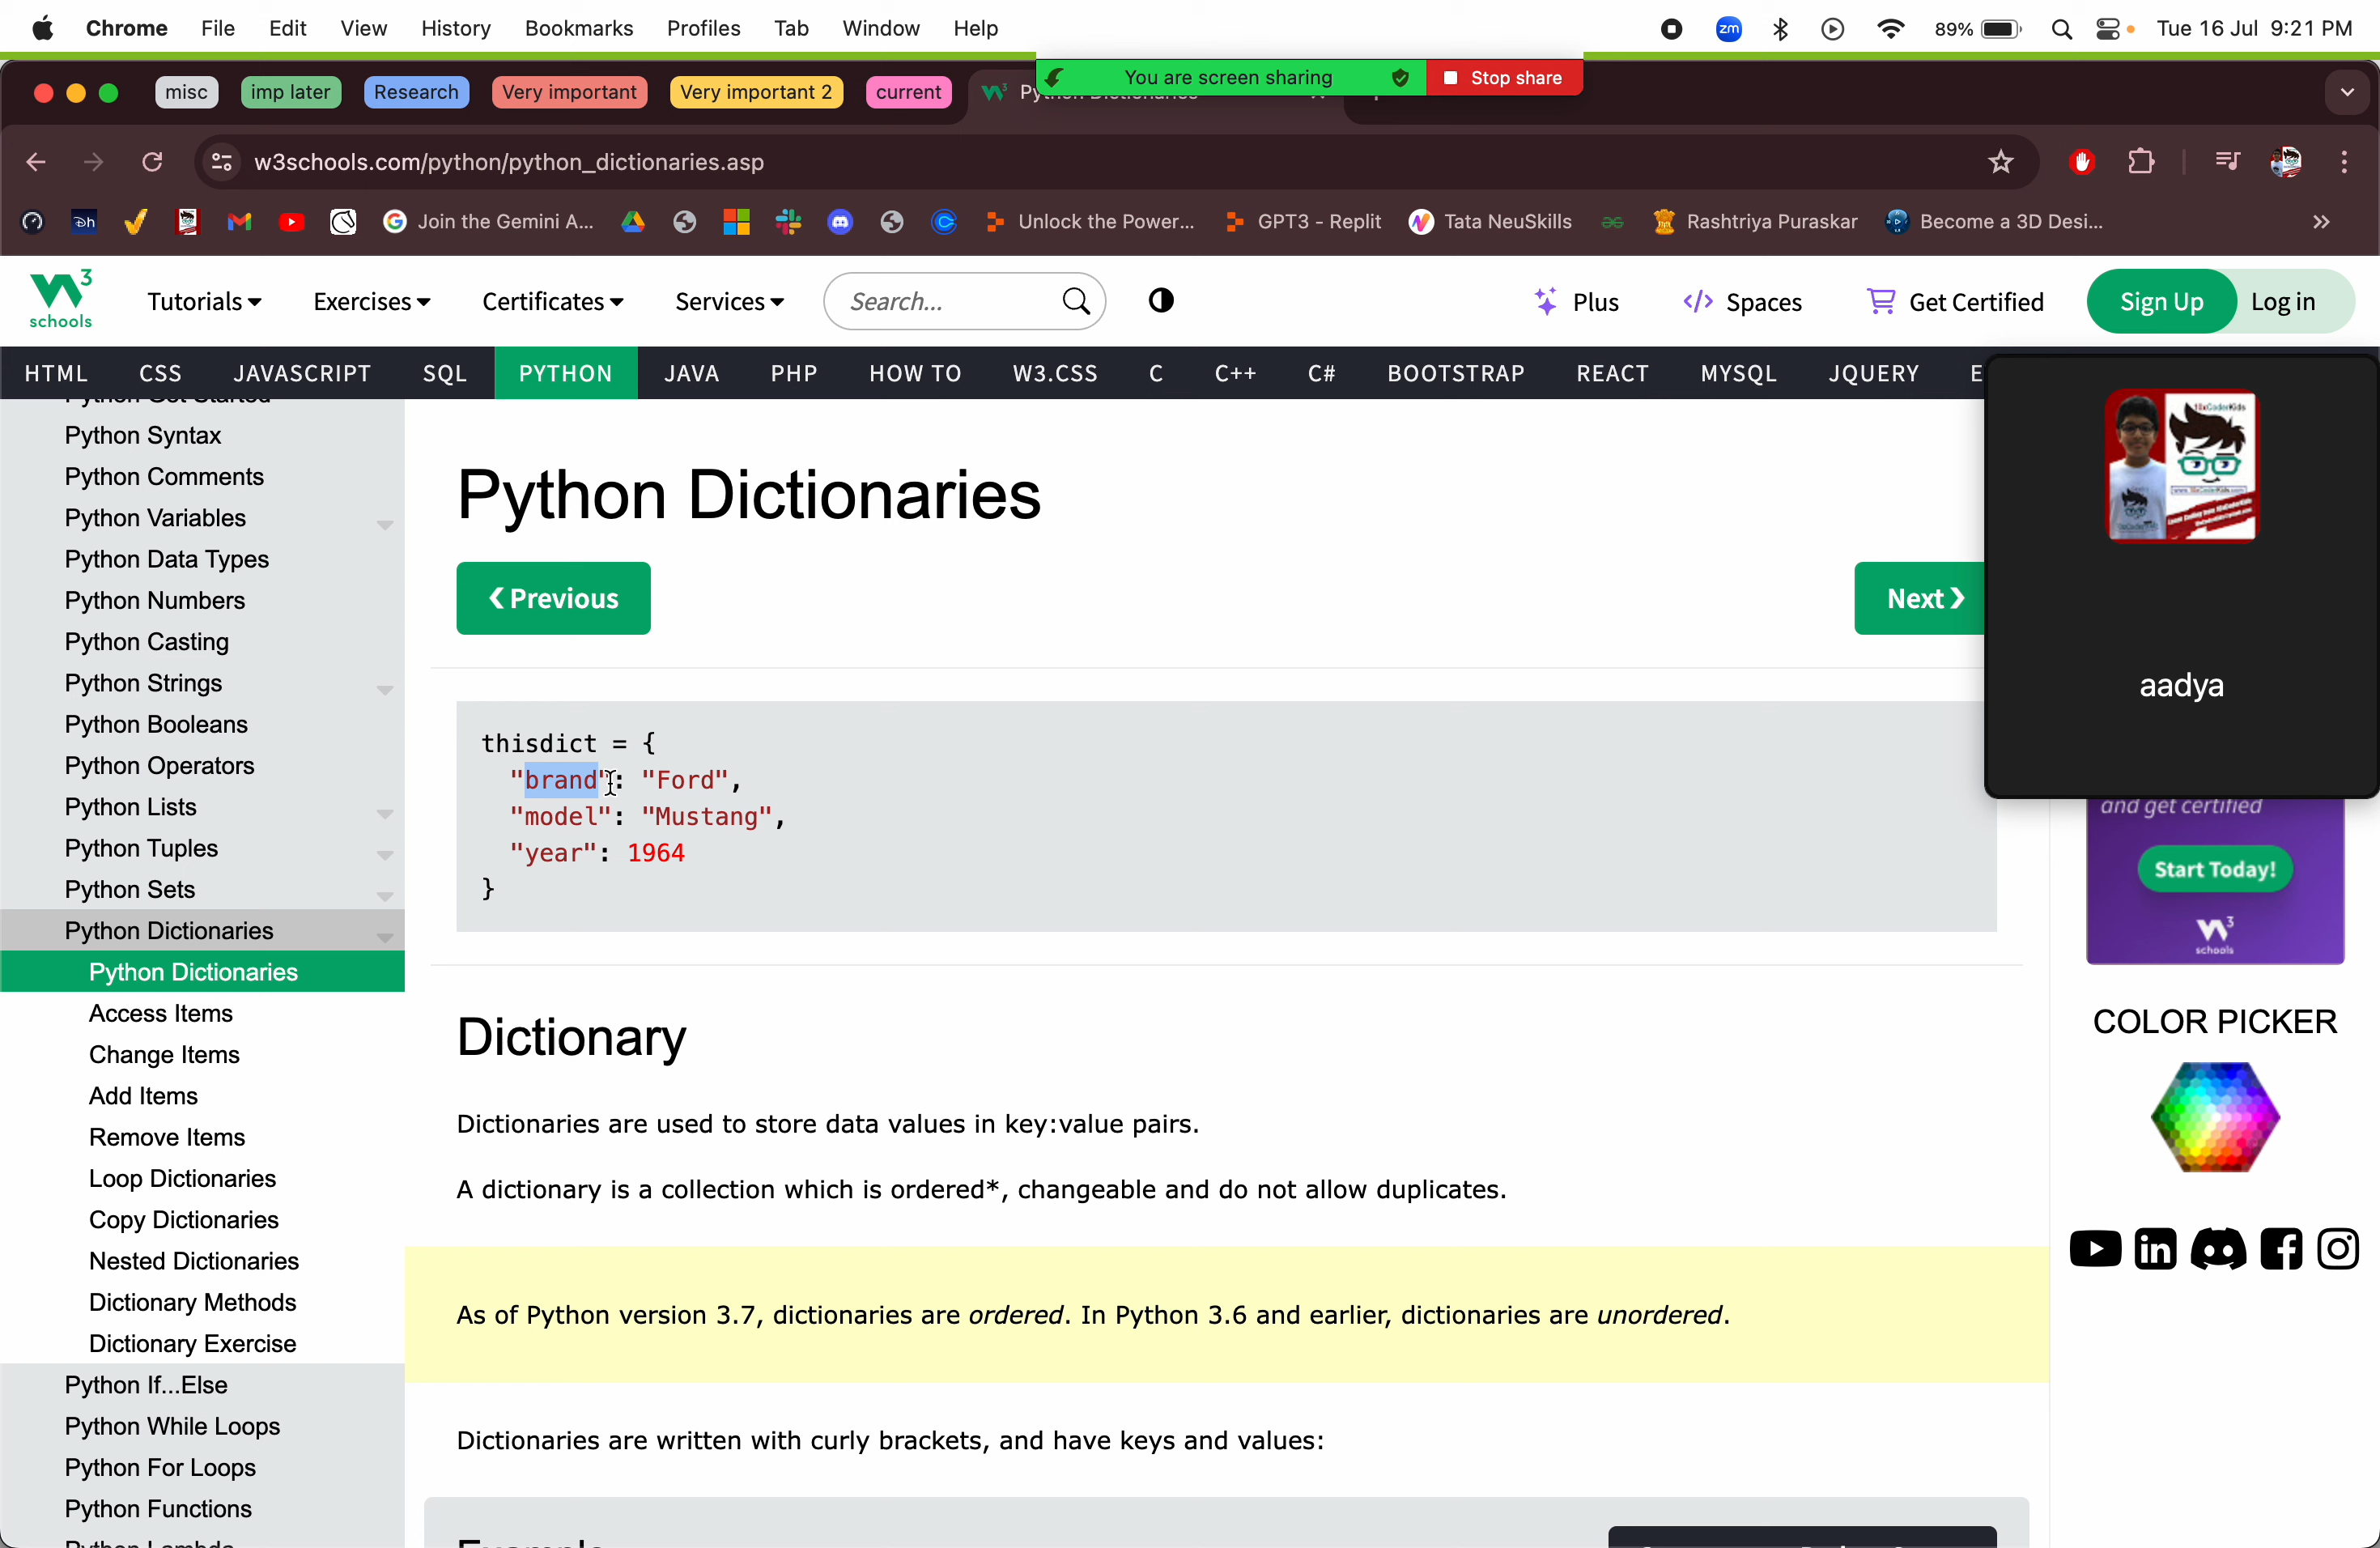 Chrome File Edit View History Bookmarks Profiles Tab Window Help zm 89% Tue 16 Jul 9:21 PM
misc imp later Research Very important Very important 2 current
You are screen sharing Stop share
w3schools.com/python/python_dictionaries.asp
Join the Gemini A... Unlock the Power... GPT3 - Replit Tata NeuSkills Rashtriya Puraskar Become a 3D Desi...
W3 schools Tutorials Exercises Certificates Services Search... Plus Spaces Get Certified Sign Up Log in
HTML CSS JAVASCRIPT SQL PYTHON JAVA PHP HOW TO W3.CSS C C++ C# BOOTSTRAP REACT MYSQL JQUERY E
Python Syntax
Python Comments
Python Variables
Python Data Types
Python Numbers
Python Casting
Python Strings
Python Booleans
Python Operators
Python Lists
Python Tuples
Python Sets
Python Dictionaries
Python Dictionaries
Access Items
Change Items
Add Items
Remove Items
Loop Dictionaries
Copy Dictionaries
Nested Dictionaries
Dictionary Methods
Dictionary Exercise
Python If...Else
Python While Loops
Python For Loops
Python Functions
Python Dictionaries
❮ Previous
Next ❯
thisdict = {
"brand": "Ford",
"model": "Mustang",
"year": 1964
}
Dictionary
Dictionaries are used to store data values in key:value pairs.
A dictionary is a collection which is ordered*, changeable and do not allow duplicates.
As of Python version 3.7, dictionaries are ordered. In Python 3.6 and earlier, dictionaries are unordered.
Dictionaries are written with curly brackets, and have keys and values:
aadya
and get certified
Start Today!
W3 schools
COLOR PICKER